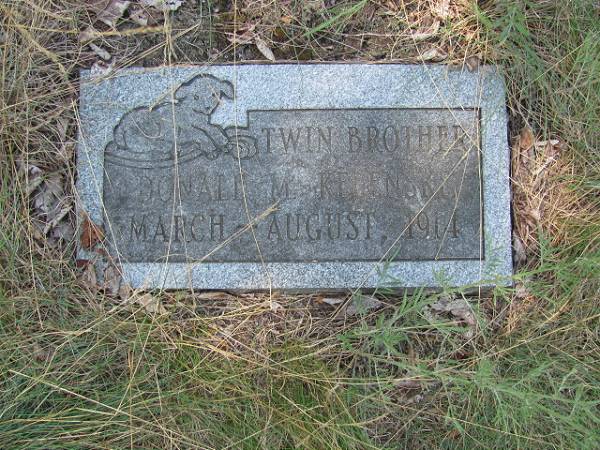 TWIN BROTHER
DONALD M.
MARCH - AUGUST, 1914